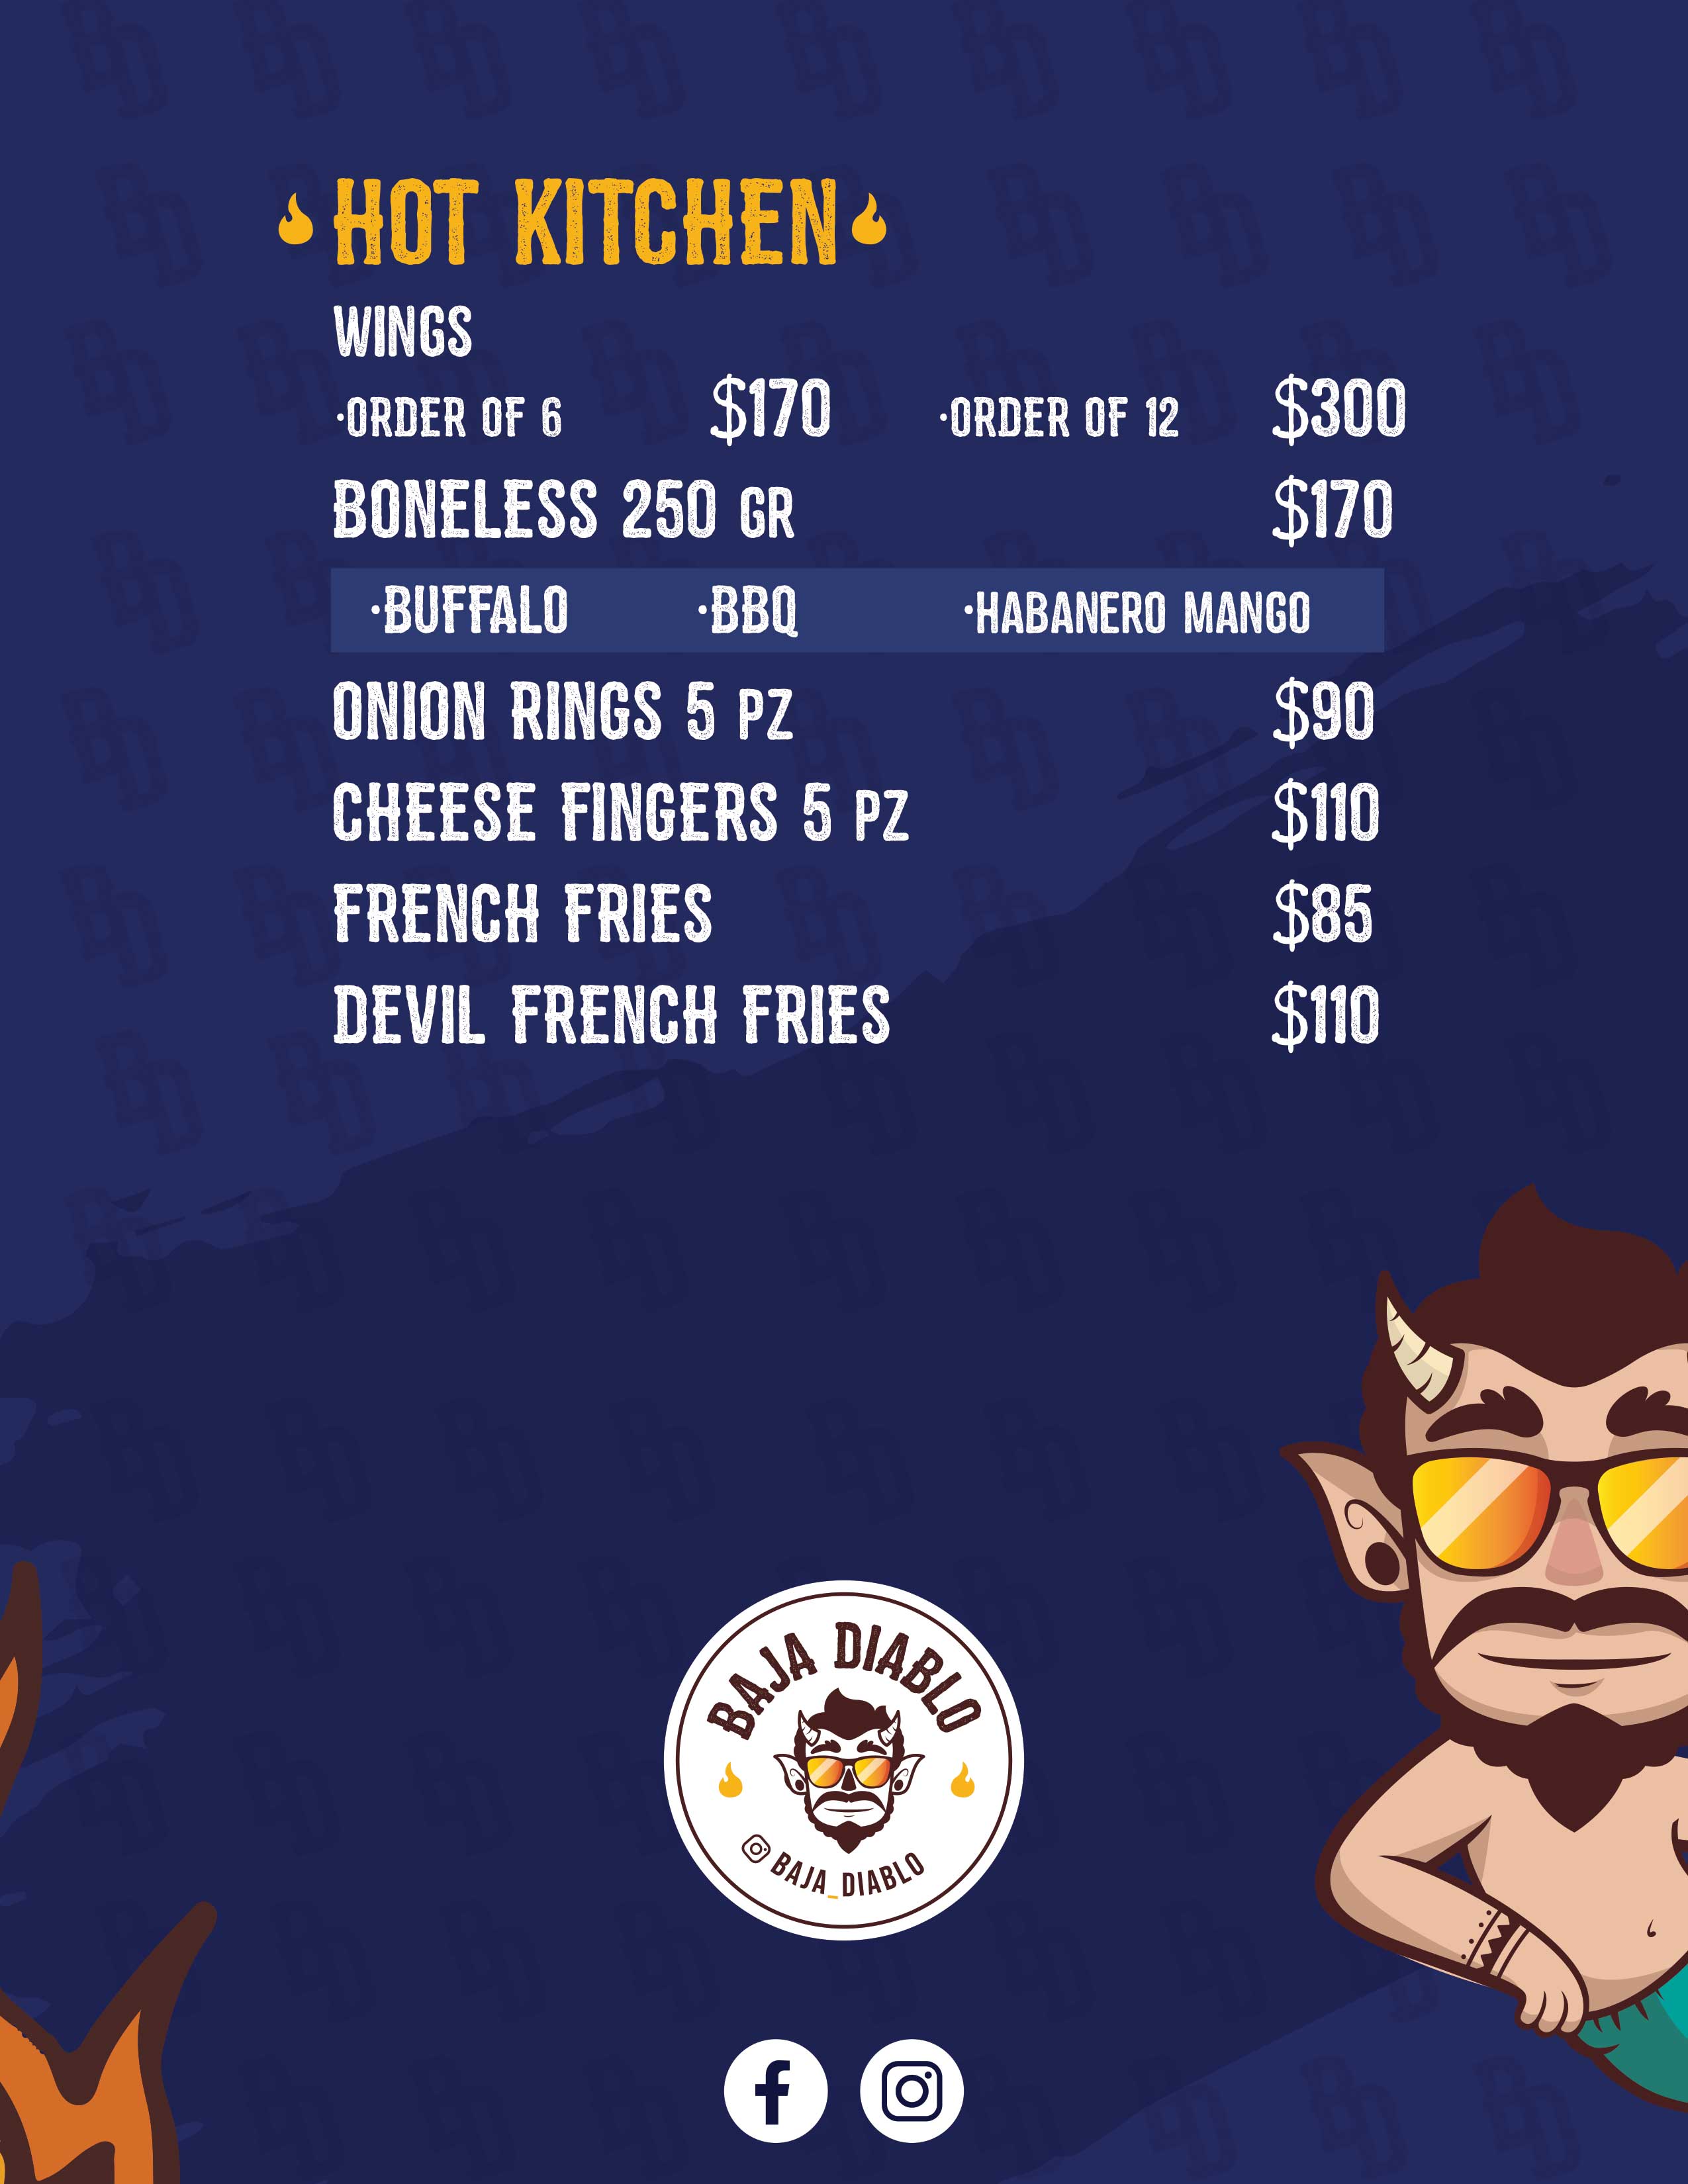 HOT KITCHEN
WINGS
·ORDER OF 6 $170 ·ORDER OF 12 $300
BONELESS 250 GR $170
·BUFFALO ·BBQ ·HABANERO MANGO
ONION RINGS 5 PZ $90
CHEESE FINGERS 5 PZ $110
FRENCH FRIES $85
DEVIL FRENCH FRIES $110
BAJA DIABLO
BAJA_DIABLO